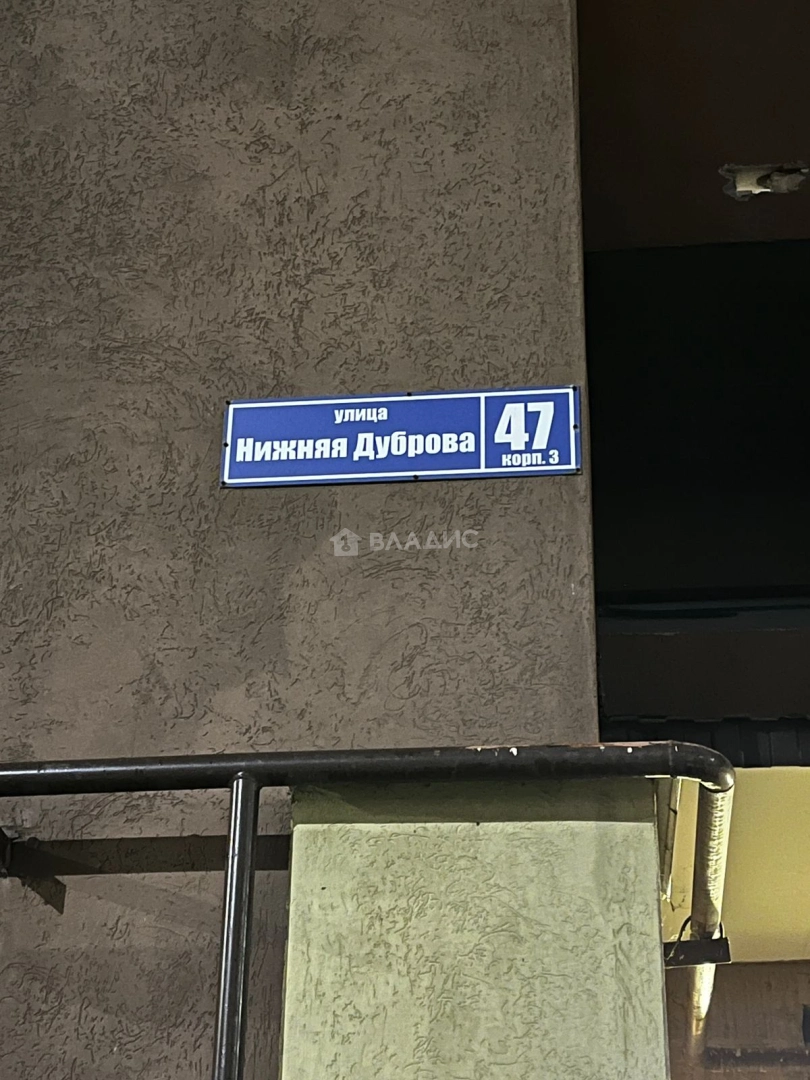 улица
Нижняя Дуброва
47
корп. 3
ВЛАДИС